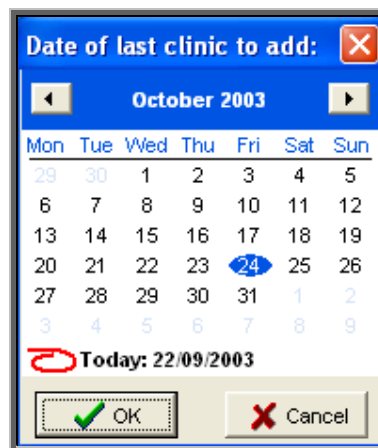 Date of last clinic to add:
October 2003
Mon Tue Wed Thu Fri Sat Sun
29 30 1 2 3 4 5
6 7 8 9 10 11 12
13 14 15 16 17 18 19
20 21 22 23 24 25 26
27 28 29 30 31 1 2
3 4 5 6 7 8 9
Today: 22/09/2003
OK Cancel